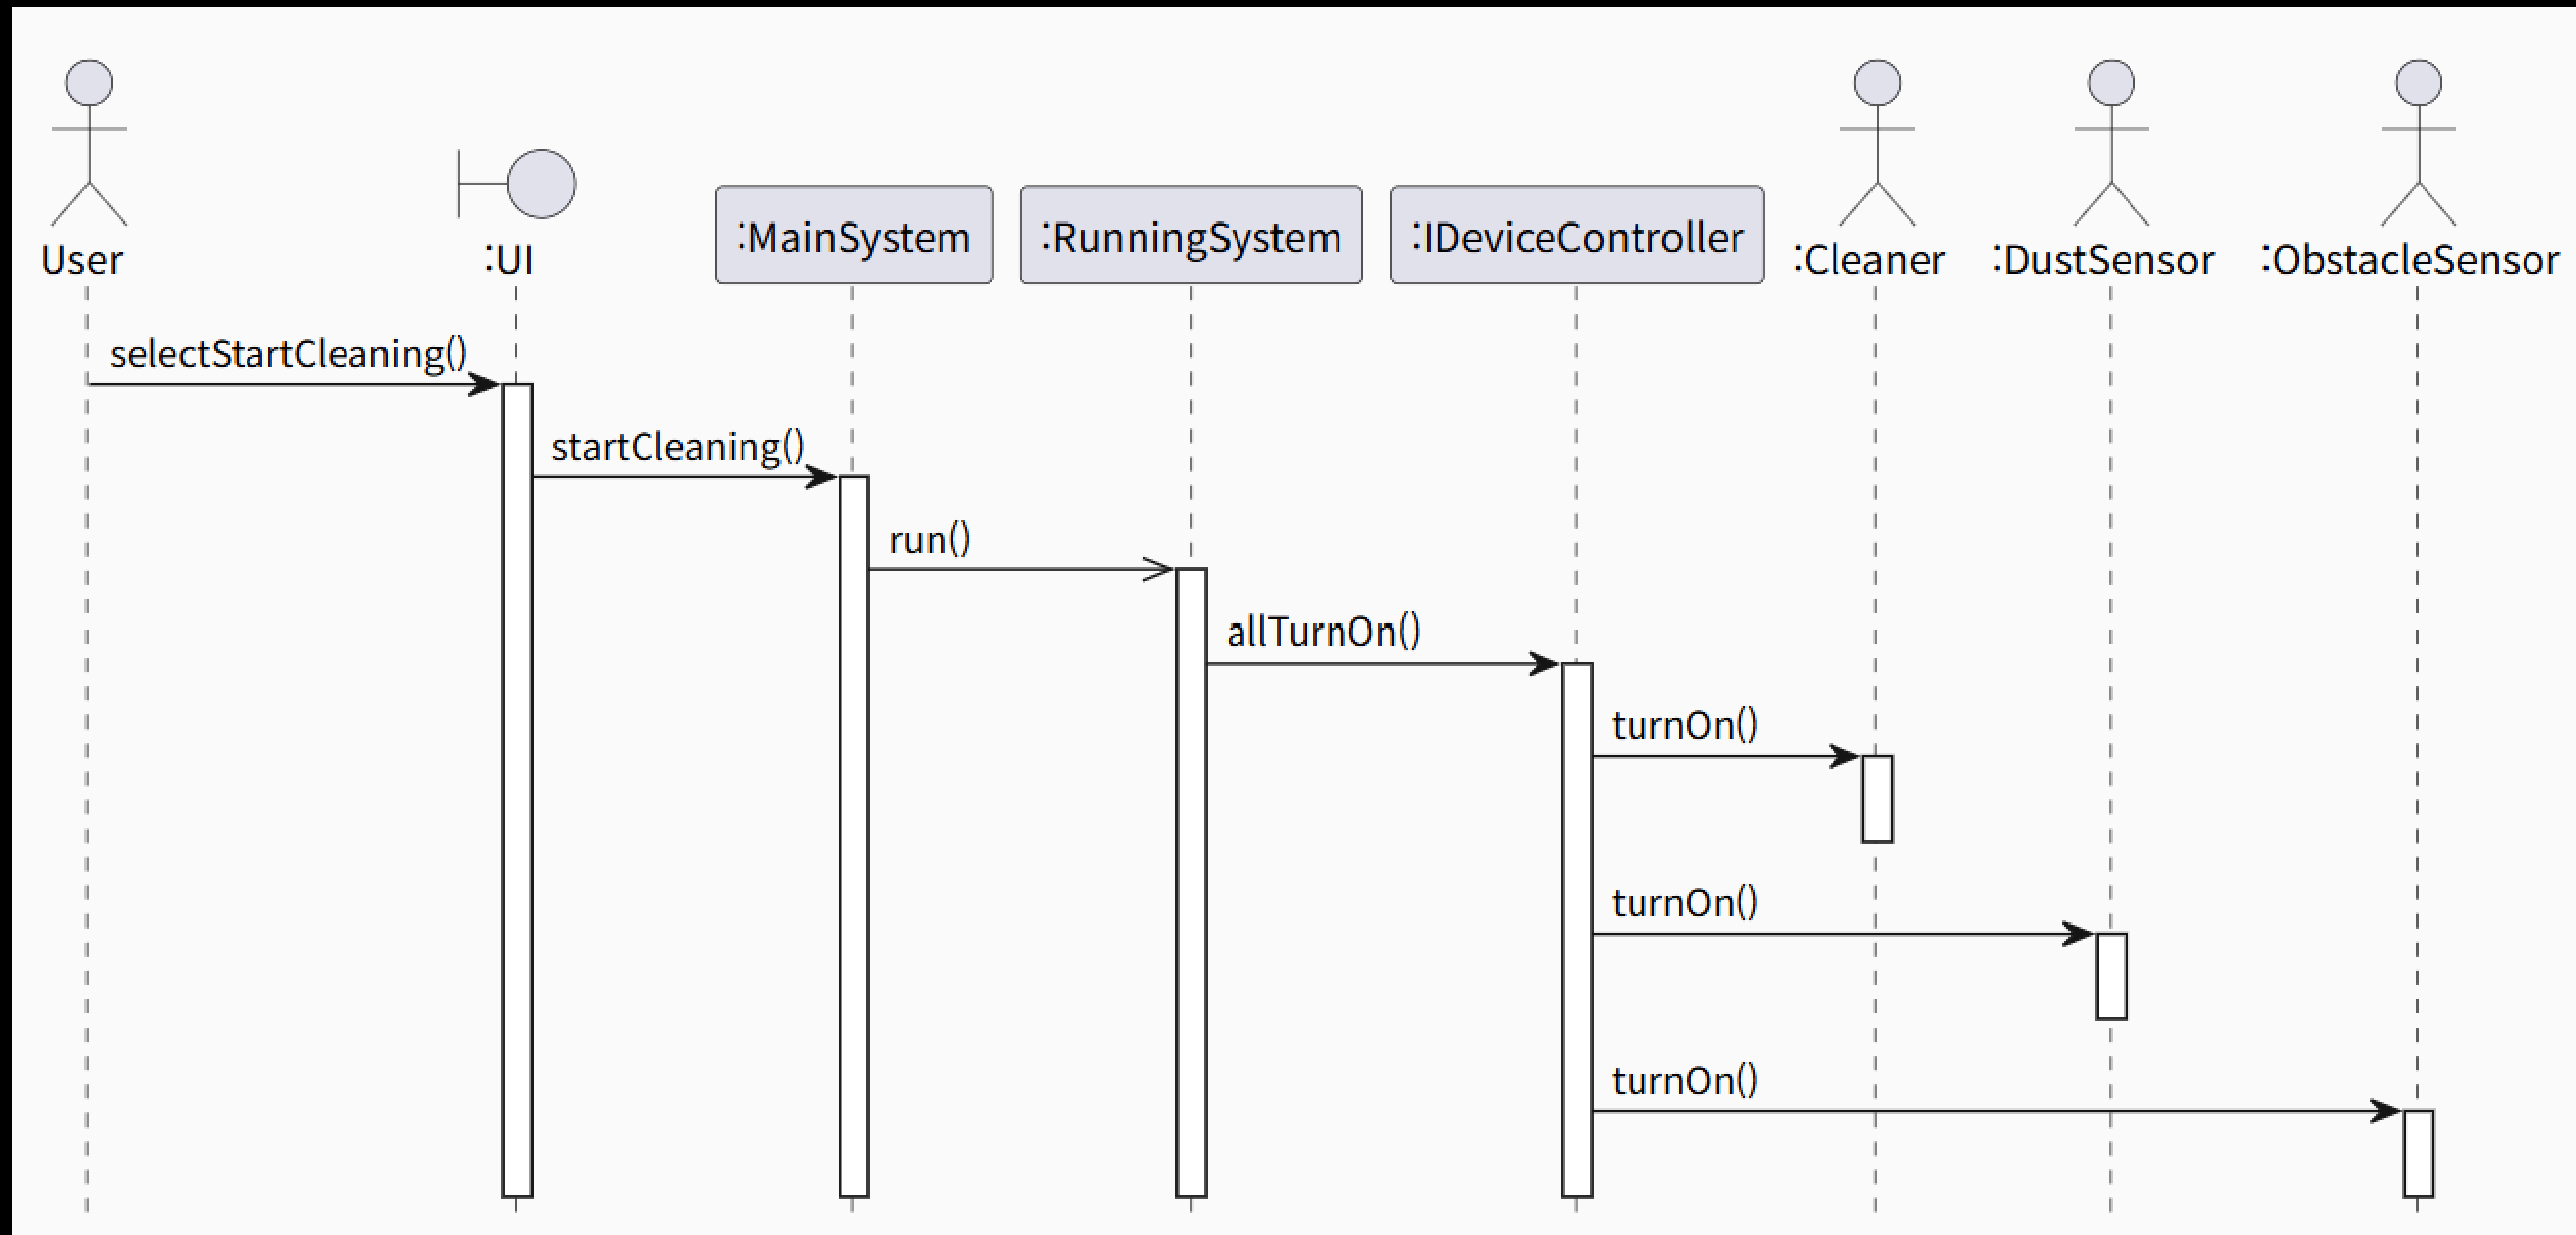 User
:UI
:MainSystem
:RunningSystem
:IDeviceController
:Cleaner
:DustSensor
:ObstacleSensor
selectStartCleaning()
startCleaning()
run()
allTurnOn()
turnOn()
turnOn()
turnOn()